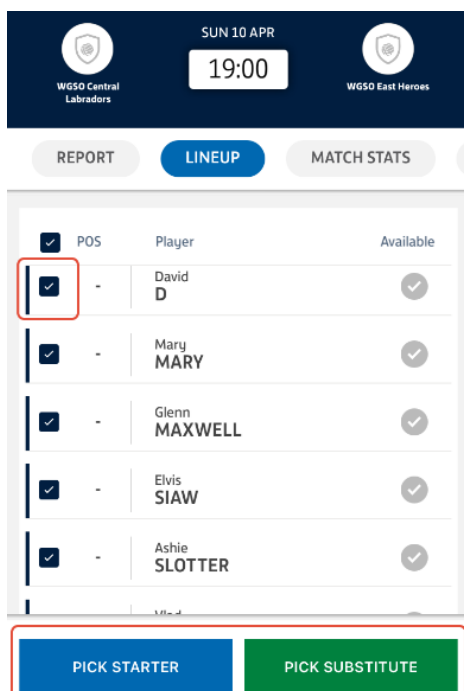 SUN 10 APR
19:00
WGSO Central
Labradors
WGSO East Heroes
REPORT
LINEUP
MATCH STATS
POS Player Available
- David
D
- Mary
MARY
- Glenn
MAXWELL
- Elvis
SIAW
- Ashie
SLOTTER
PICK STARTER
PICK SUBSTITUTE